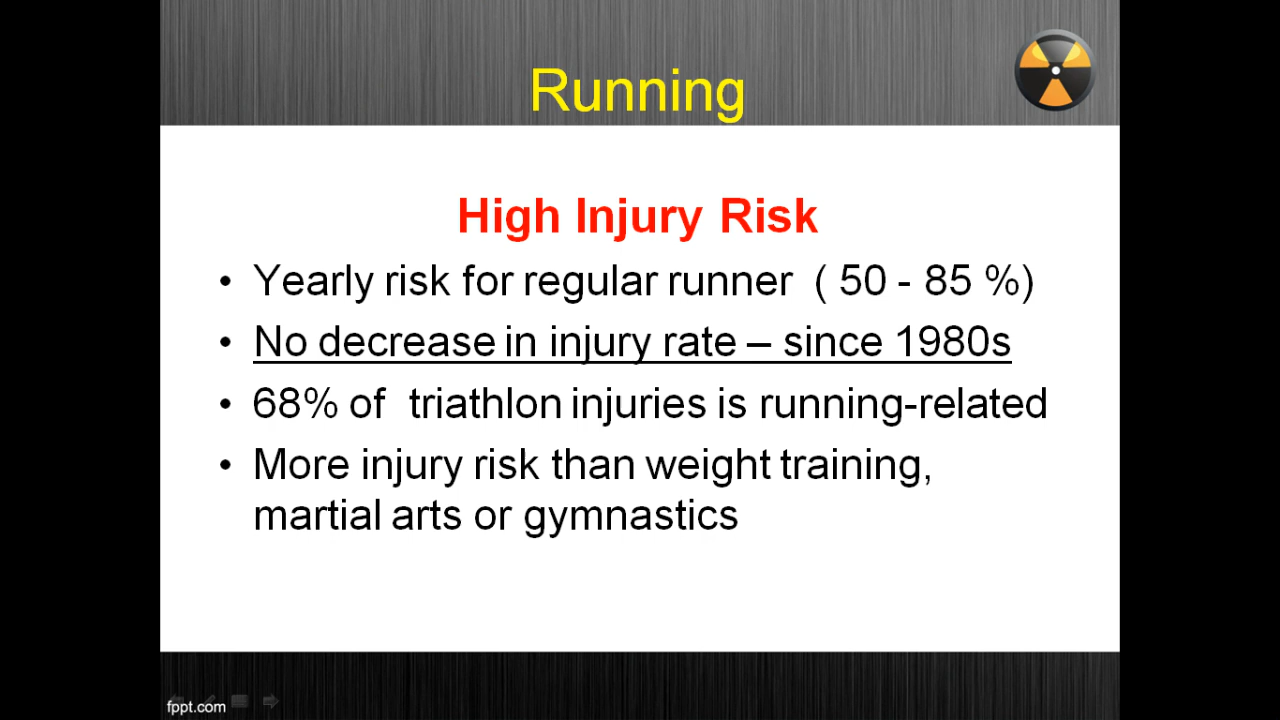 Running
High Injury Risk
• Yearly risk for regular runner ( 50 - 85 %)
• No decrease in injury rate – since 1980s
• 68% of triathlon injuries is running-related
• More injury risk than weight training,
martial arts or gymnastics
fppt.com